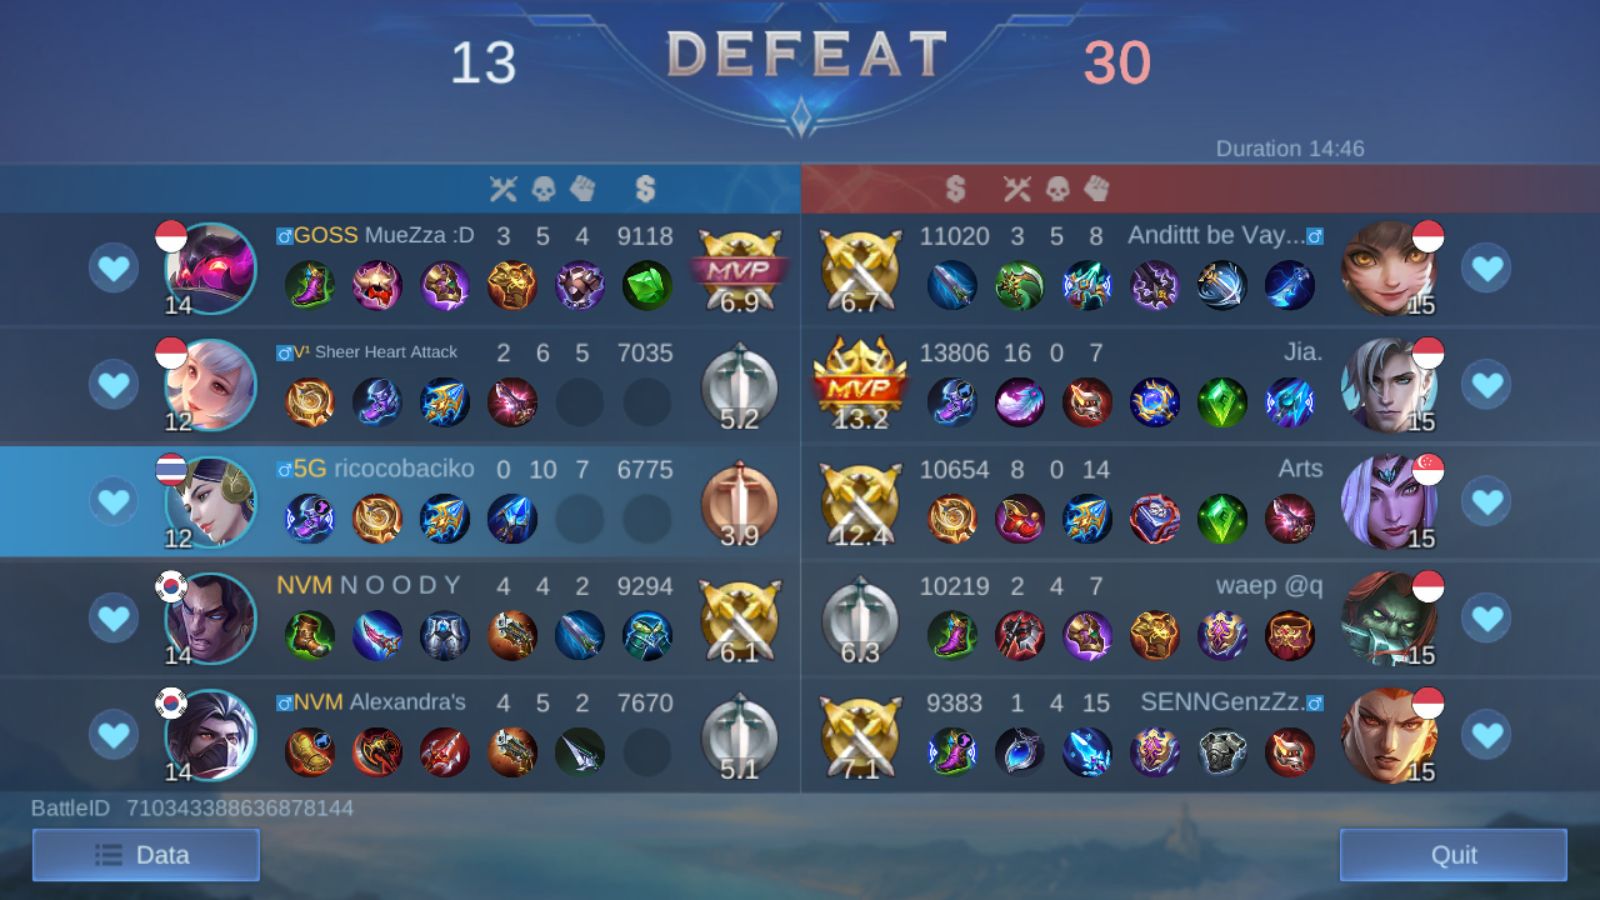 13 DEFEAT 30
Duration 14:46
♂GOSS MueZza :D 3 5 4 9118 MVP 6.9
14
6.7 11020 3 5 8 Andittt be Vay...♂
15
♂V¹ Sheer Heart Attack 2 6 5 7035 5.2
12
MVP 13.2 13806 16 0 7 Jia.
15
♂5G ricocobaciko 0 10 7 6775 3.9
12
12.4 10654 8 0 14 Arts
15
NVM N O O D Y 4 4 2 9294 6.1
14
6.3 10219 2 4 7 waep @q
15
♂NVM Alexandra's 4 5 2 7670 5.1
14
7.1 9383 1 4 15 SENNGenzZz.♂
15
BattleID 710343388636878144
Data
Quit